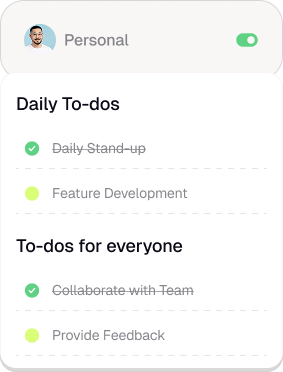 Personal
Daily To-dos
Daily Stand-up
Feature Development
To-dos for everyone
Collaborate with Team
Provide Feedback